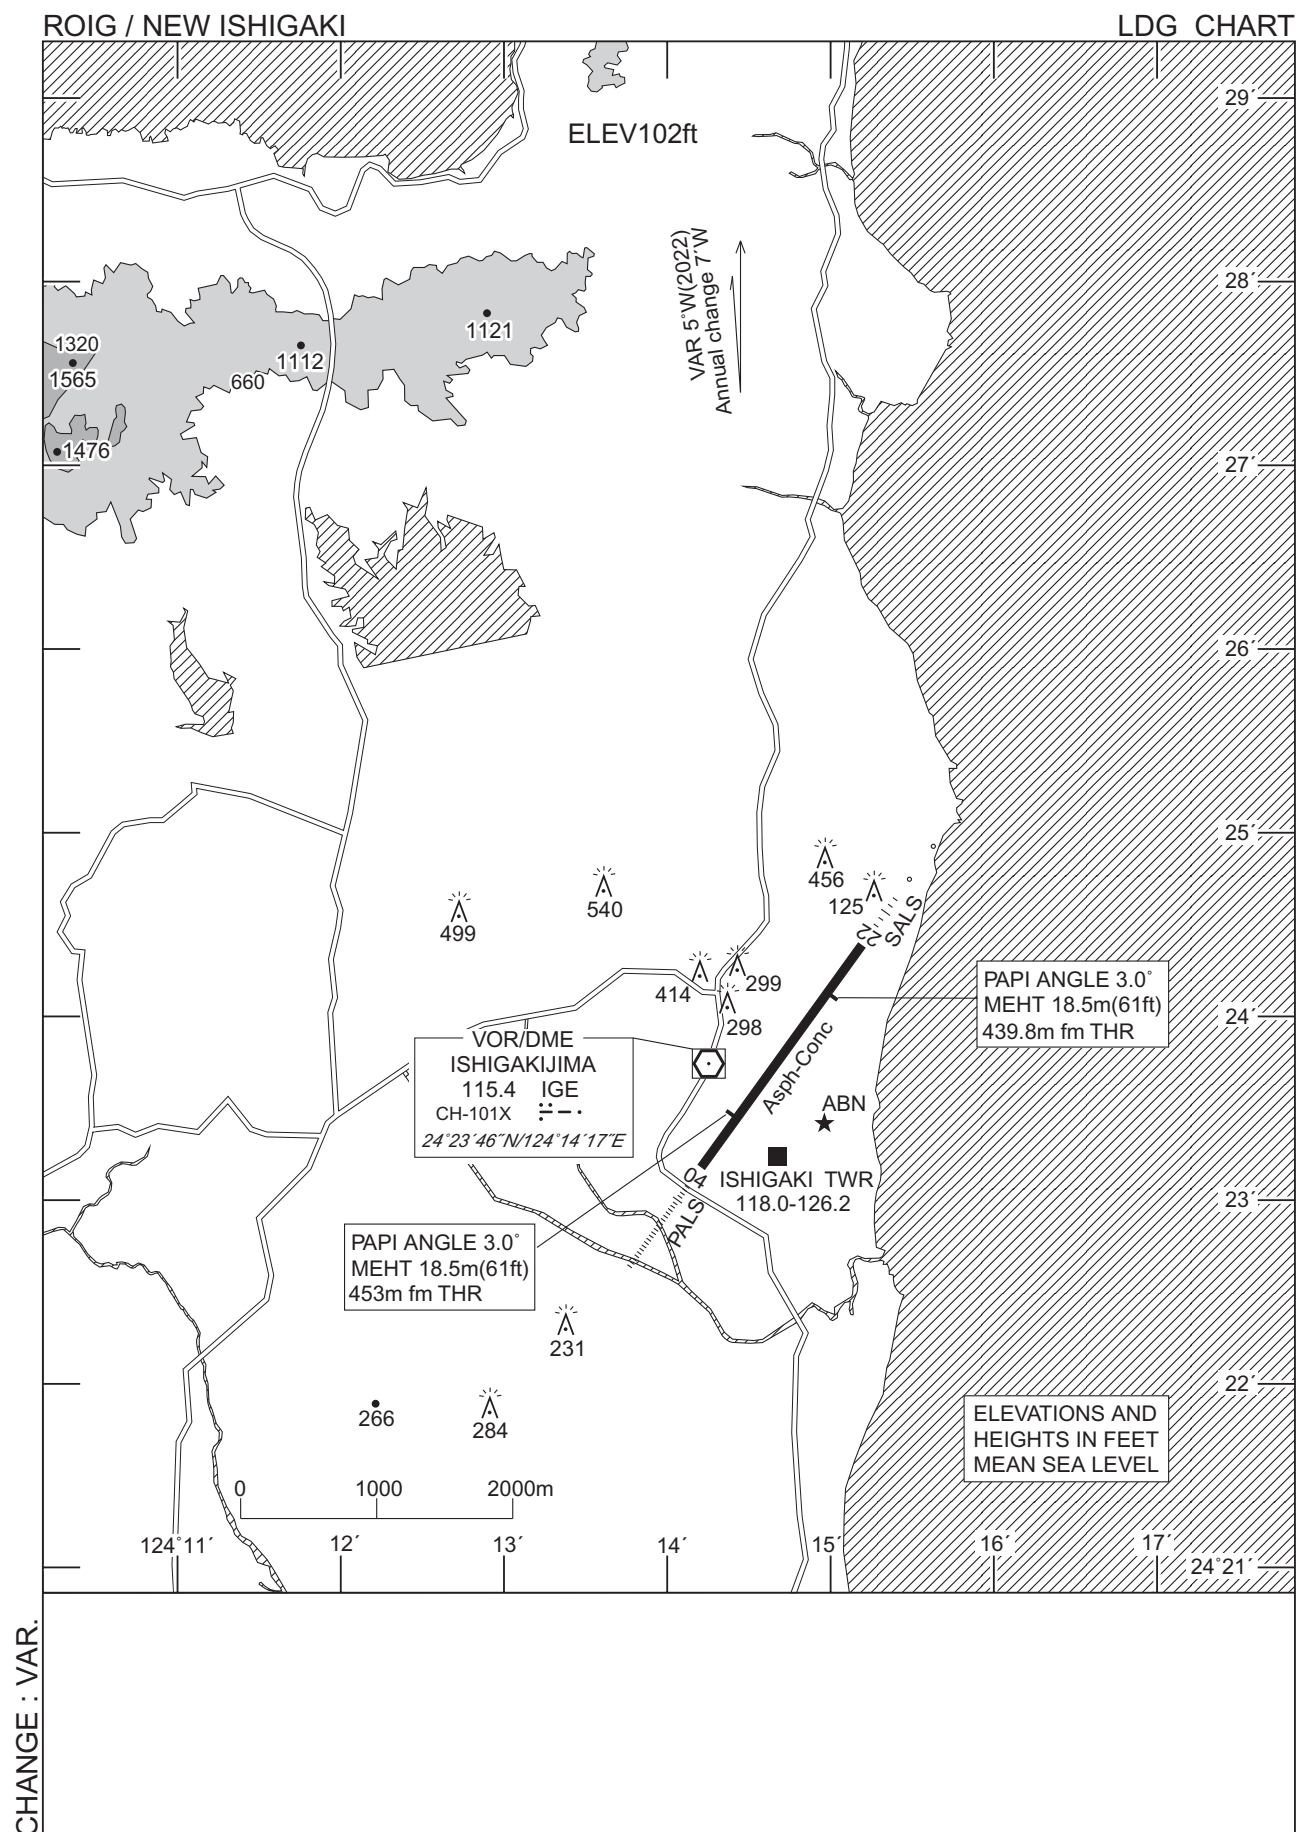 ROIG / NEW ISHIGAKI
LDG CHART
29´
ELEV102ft
VAR 5˚W(2022)
Annual change 7´W
28´
1121
1320
1112
1565
660
1476
27´
26´
25´
456
125
540
499
22
SALS
414
299
298
PAPI ANGLE 3.0˚
MEHT 18.5m(61ft)
439.8m fm THR
24´
VOR/DME
ISHIGAKIJIMA
115.4 IGE
CH-101X
24˚23´46˝N/124˚14´17˝E
Asph-Conc
ABN
04
ISHIGAKI TWR
118.0-126.2
PALS
23´
PAPI ANGLE 3.0˚
MEHT 18.5m(61ft)
453m fm THR
231
22´
266
284
ELEVATIONS AND
HEIGHTS IN FEET
MEAN SEA LEVEL
0 1000 2000m
124˚11´ 12´ 13´ 14´ 15´ 16´ 17´
24˚21´
CHANGE : VAR.